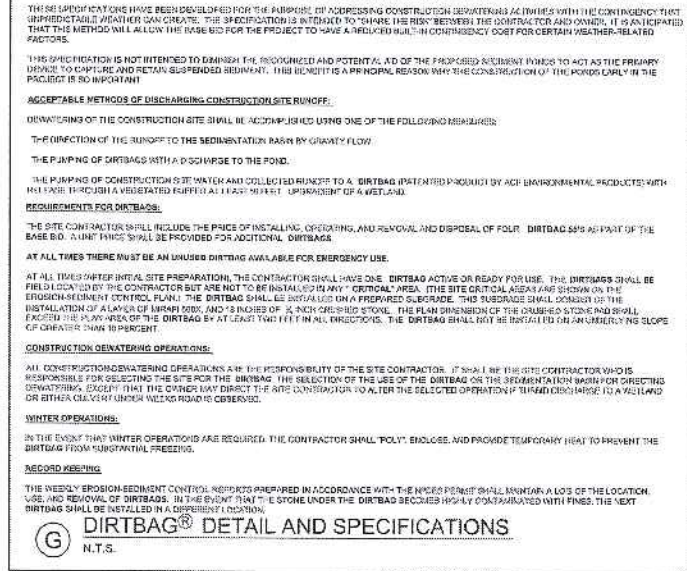 THESE SPECIFICATIONS HAVE BEEN DEVELOPED FOR THE PURPOSE OF ADDRESSING CONSTRUCTION DEWATERING ACTIVITIES WITH THE CONTINGENCY THAT
UNPREDICTABLE WEATHER CAN CREATE. THE SPECIFICATION IS INTENDED TO "SHARE THE RISK" BETWEEN THE CONTRACTOR AND OWNER. IT IS ANTICIPATED
THAT THIS METHOD WILL ALLOW THE BASE BID FOR THE PROJECT TO HAVE A REDUCED BUILT-IN CONTINGENCY COST FOR CERTAIN WEATHER-RELATED
FACTORS.
THIS SPECIFICATION IS NOT INTENDED TO DIMINISH THE RECOGNIZED AND POTENTIAL AID OF THE PROPOSED SEDIMENT PONDS TO ACT AS THE PRIMARY
DEVICE TO CAPTURE AND RETAIN SUSPENDED SEDIMENT. THIS BENEFIT IS A PRINCIPAL REASON WHY THE CONSTRUCTION OF THE PONDS EARLY IN THE
PROJECT IS SO IMPORTANT
ACCEPTABLE METHODS OF DISCHARGING CONSTRUCTION SITE RUNOFF:
DEWATERING OF THE CONSTRUCTION SITE SHALL BE ACCOMPLISHED USING ONE OF THE FOLLOWING MEASURES:
THE DIRECTION OF THE RUNOFF TO THE SEDIMENTATION BASIN BY GRAVITY FLOW.
THE PUMPING OF DIRTBAGS WITH A DISCHARGE TO THE POND.
THE PUMPING OF CONSTRUCTION SITE WATER AND COLLECTED RUNOFF TO A DIRTBAG (PATENTED PRODUCT BY ACF ENVIRONMENTAL PRODUCTS) WITH
RELEASE THROUGH A VEGETATED BUFFER AT LEAST 50 FEET UPGRADIENT OF A WETLAND.
REQUIREMENTS FOR DIRTBAGS:
THE SITE CONTRACTOR SHALL INCLUDE THE PRICE OF INSTALLING, OPERATING, AND REMOVAL AND DISPOSAL OF FOUR DIRTBAG 55'S AS PART OF THE
BASE BID. A UNIT PRICE SHALL BE PROVIDED FOR ADDITIONAL DIRTBAGS
AT ALL TIMES THERE MUST BE AN UNUSED DIRTBAG AVAILABLE FOR EMERGENCY USE.
AT ALL TIMES (AFTER INITIAL SITE PREPARATION), THE CONTRACTOR SHALL HAVE ONE DIRTBAG ACTIVE OR READY FOR USE. THE DIRTBAGS SHALL BE
FIELD LOCATED BY THE CONTRACTOR BUT ARE NOT TO BE INSTALLED IN ANY " CRITICAL" AREA. (THE SITE CRITICAL AREAS ARE SHOWN ON THE
EROSION-SEDIMENT CONTROL PLAN.) THE DIRTBAG SHALL BE INSTALLED ON A PREPARED SUBGRADE. THIS SUBGRADE SHALL CONSIST OF THE
INSTALLATION OF A LAYER OF MIRAFI 500X, AND 18 INCHES OF INCH CRUSHED STONE. THE PLAN DIMENSION OF THE CRUSHED STONE PAD SHALL
EXCEED THE PLAN AREA OF THE DIRTBAG BY AT LEAST TWO FEET IN ALL DIRECTIONS. THE DIRTBAG SHALL NOT BE INSTALLED ON AN UNDERLYING SLOPE
OF GREATER THAN 10 PERCENT.
CONSTRUCTION DEWATERING OPERATIONS:
ALL CONSTRUCTION-DEWATERING OPERATIONS ARE THE RESPONSIBILITY OF THE SITE CONTRACTOR. IT SHALL BE THE SITE CONTRACTOR WHO IS
RESPONSIBLE FOR SELECTING THE SITE FOR THE DIRTBAG, THE SELECTION OF THE USE OF THE DIRTBAG OR THE SEDIMENTATION BASIN FOR DIRECTING
DEWATERING, EXCEPT THAT THE OWNER MAY DIRECT THE SITE CONTRACTOR TO ALTER THE SELECTED OPERATION IF TURBID DISCHARGE TO A WETLAND
OR EITHER CULVERT UNDER WEEKS ROAD IS OBSERVED.
WINTER OPERATIONS:
IN THE EVENT THAT WINTER OPERATIONS ARE REQUIRED, THE CONTRACTOR SHALL "POLY", ENCLOSE, AND PROVIDE TEMPORARY HEAT TO PREVENT THE
DIRTBAG FROM SUBSTANTIAL FREEZING.
RECORD KEEPING
THE WEEKLY EROSION-SEDIMENT CONTROL REPORTS PREPARED IN ACCORDANCE WITH THE NPDES PERMIT SHALL MAINTAIN A LOG OF THE LOCATION,
USE, AND REMOVAL OF DIRTBAGS. IN THE EVENT THAT THE STONE UNDER THE DIRTBAG BECOMES HIGHLY CONTAMINATED WITH FINES, THE NEXT
DIRTBAG SHALL BE INSTALLED IN A DIFFERENT LOCATION.
G DIRTBAG® DETAIL AND SPECIFICATIONS
N.T.S.